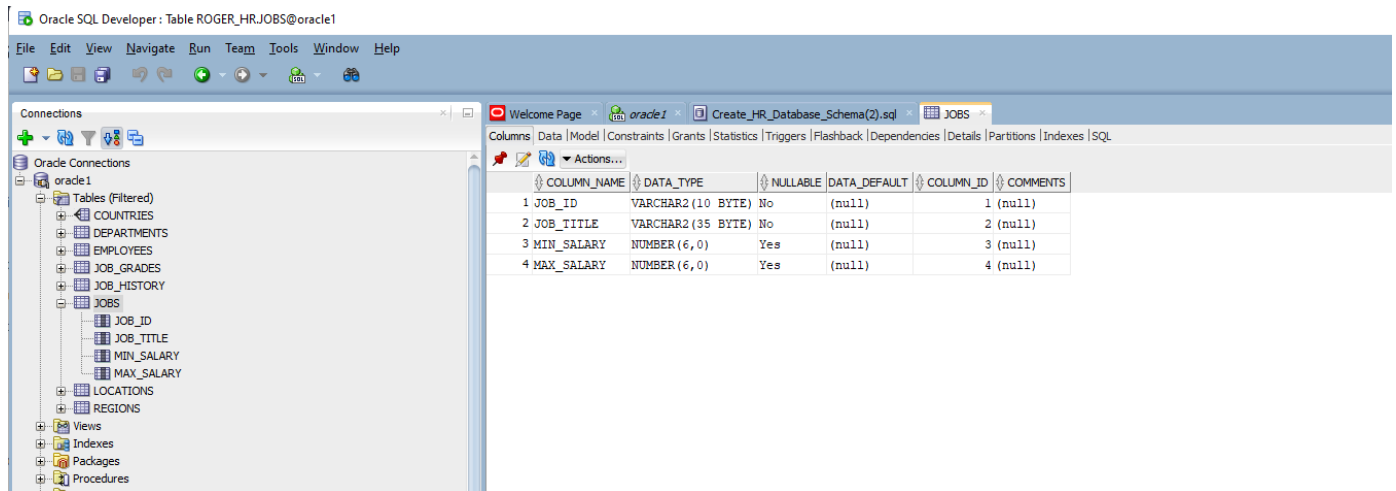 Oracle SQL Developer : Table ROGER_HR.JOBS@oracle1
File Edit View Navigate Run Team Tools Window Help
Connections
Oracle Connections
oracle1
Tables (Filtered)
COUNTRIES
DEPARTMENTS
EMPLOYEES
JOB_GRADES
JOB_HISTORY
JOBS
JOB_ID
JOB_TITLE
MIN_SALARY
MAX_SALARY
LOCATIONS
REGIONS
Views
Indexes
Packages
Procedures
Welcome Page oracle1 Create_HR_Database_Schema(2).sql JOBS
Columns Data |Model |Constraints |Grants |Statistics |Triggers |Flashback |Dependencies |Details |Partitions |Indexes |SQL
Actions...
COLUMN_NAME DATA_TYPE NULLABLE DATA_DEFAULT COLUMN_ID COMMENTS
1 JOB_ID VARCHAR2(10 BYTE) No (null) 1 (null)
2 JOB_TITLE VARCHAR2(35 BYTE) No (null) 2 (null)
3 MIN_SALARY NUMBER(6,0) Yes (null) 3 (null)
4 MAX_SALARY NUMBER(6,0) Yes (null) 4 (null)